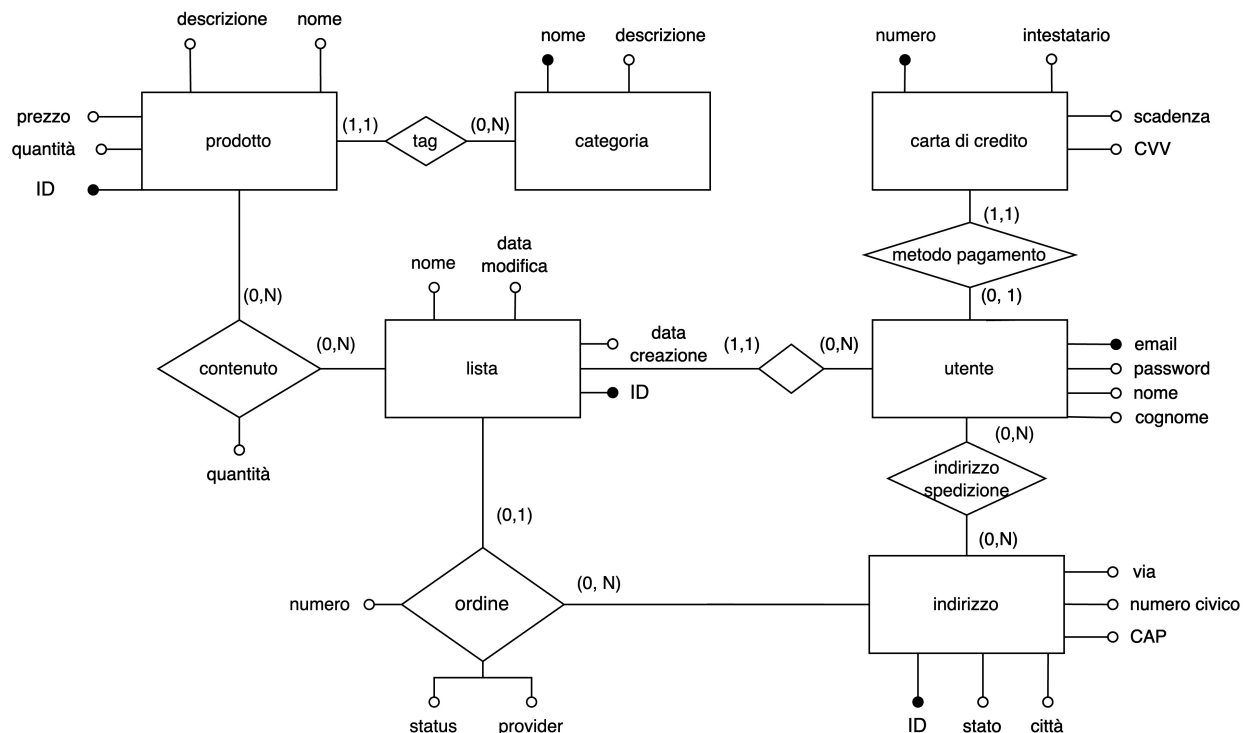 descrizione
nome
nome
descrizione
numero
intestatario
prezzo
quantità
ID
prodotto
(1,1)
tag
(0,N)
categoria
carta di credito
scadenza
CVV
(1,1)
metodo pagamento
(0, 1)
nome
data
modifica
(0,N)
contenuto
(0,N)
quantità
lista
data
creazione
ID
(1,1)
(0,N)
utente
email
password
nome
cognome
(0,N)
indirizzo
spedizione
(0,N)
(0,1)
numero
ordine
(0, N)
status
provider
indirizzo
via
numero civico
CAP
ID
stato
città